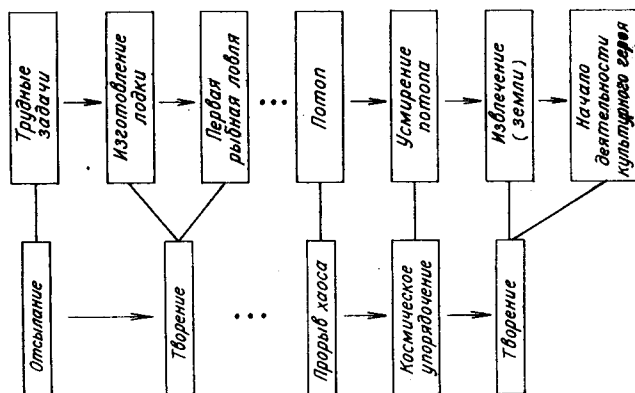 Трудные
задачи
Изготовление
лодки
Первая
рыбная ловля
...
Потоп
Усмирение
потопа
Извлечение
(земли)
Начало
деятельности
культурного героя
Отсылание
Творение
...
Прорыв хаоса
Космическое
упорядочение
Творение